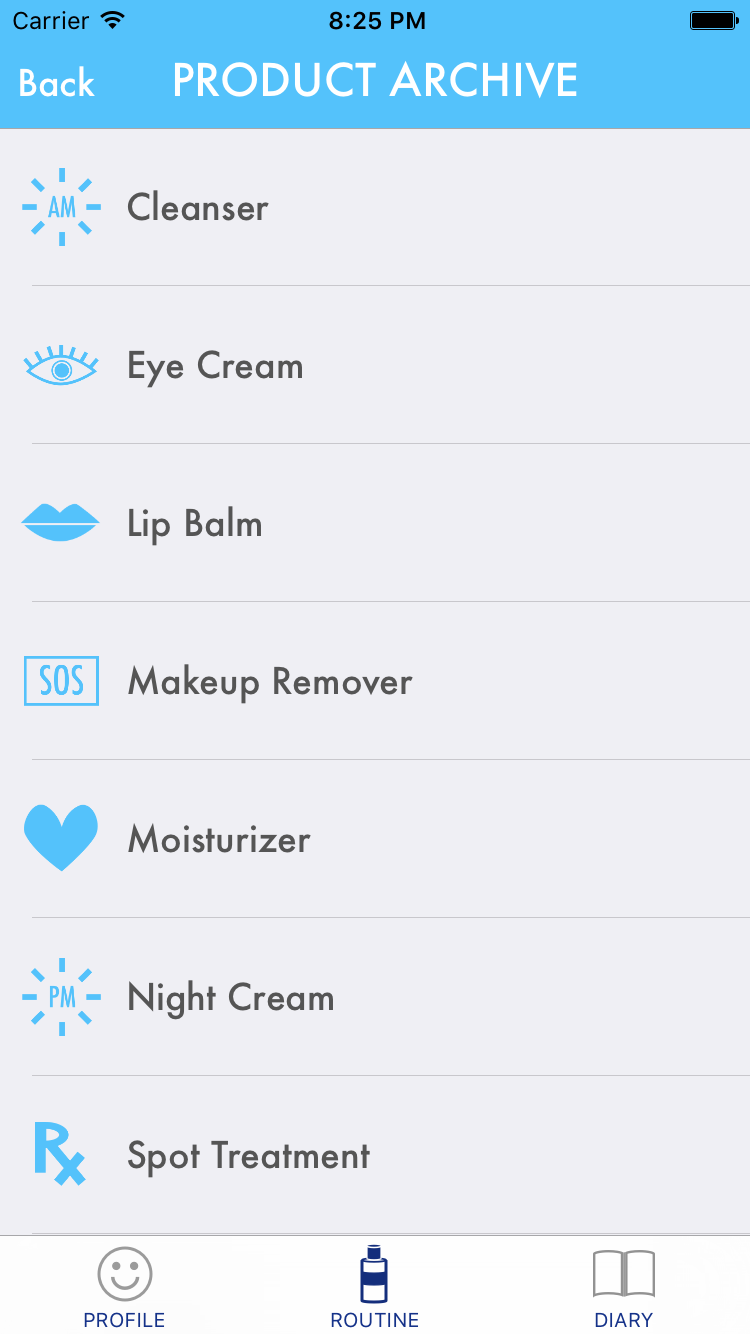 Carrier 8:25 PM
Back PRODUCT ARCHIVE
AM Cleanser
Eye Cream
Lip Balm
SOS Makeup Remover
Moisturizer
PM Night Cream
Rx Spot Treatment
PROFILE ROUTINE DIARY